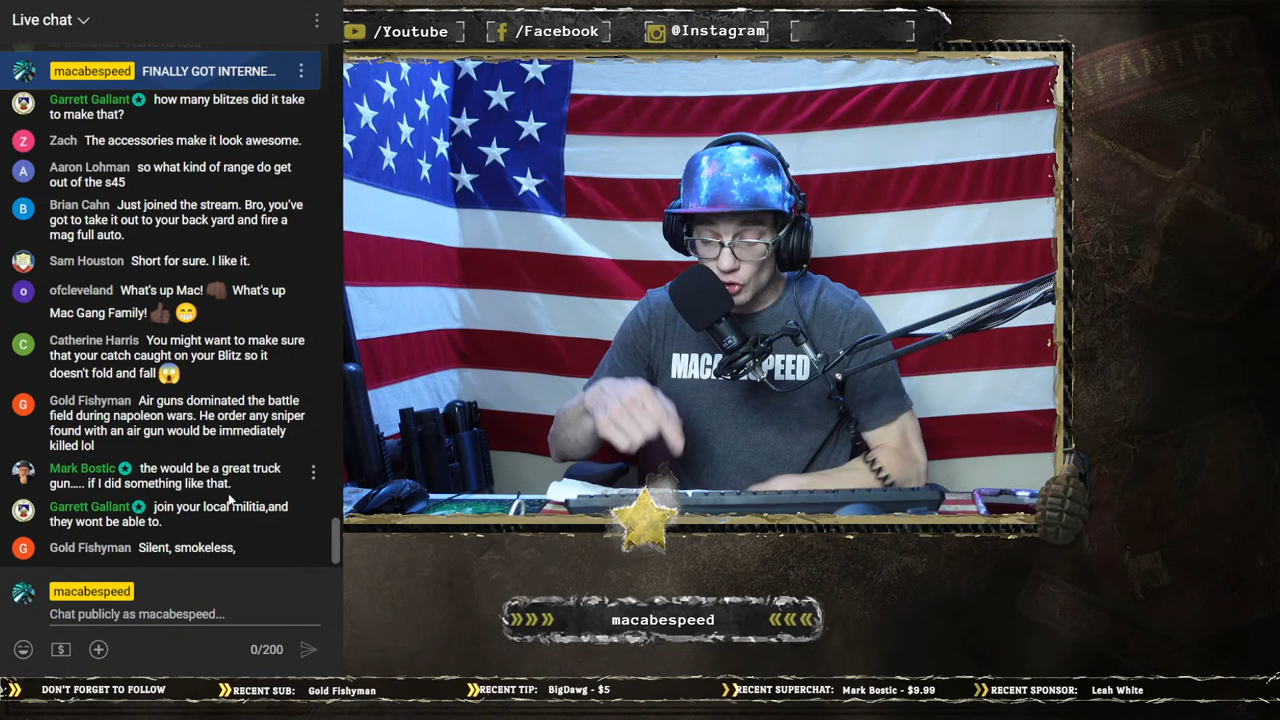 Live chat
macabespeed FINALLY GOT INTERNE...
Garrett Gallant how many blitzes did it take
to make that?
Zach The accessories make it look awesome.
Aaron Lohman so what kind of range do get
out of the s45
Brian Cahn Just joined the stream. Bro, you've
got to take it out to your back yard and fire a
mag full auto.
Sam Houston Short for sure. I like it.
ofcleveland What's up Mac! 👊🏿 What's up
Mac Gang Family! 👍🏿 😁
Catherine Harris You might want to make sure
that your catch caught on your Blitz so it
doesn't fold and fall 😱
Gold Fishyman Air guns dominated the battle
field during napoleon wars. He order any sniper
found with an air gun would be immediately
killed lol
Mark Bostic the would be a great truck
gun..... if I did something like that.
Garrett Gallant join your local militia,and
they wont be able to.
Gold Fishyman Silent, smokeless,
macabespeed
Chat publicly as macabespeed...
0/200
/Youtube
/Facebook
@Instagram
INFANTRY
macabespeed
DON'T FORGET TO FOLLOW
RECENT SUB: Gold Fishyman
RECENT TIP: BigDawg - $5
RECENT SUPERCHAT: Mark Bostic - $9.99
RECENT SPONSOR: Leah White